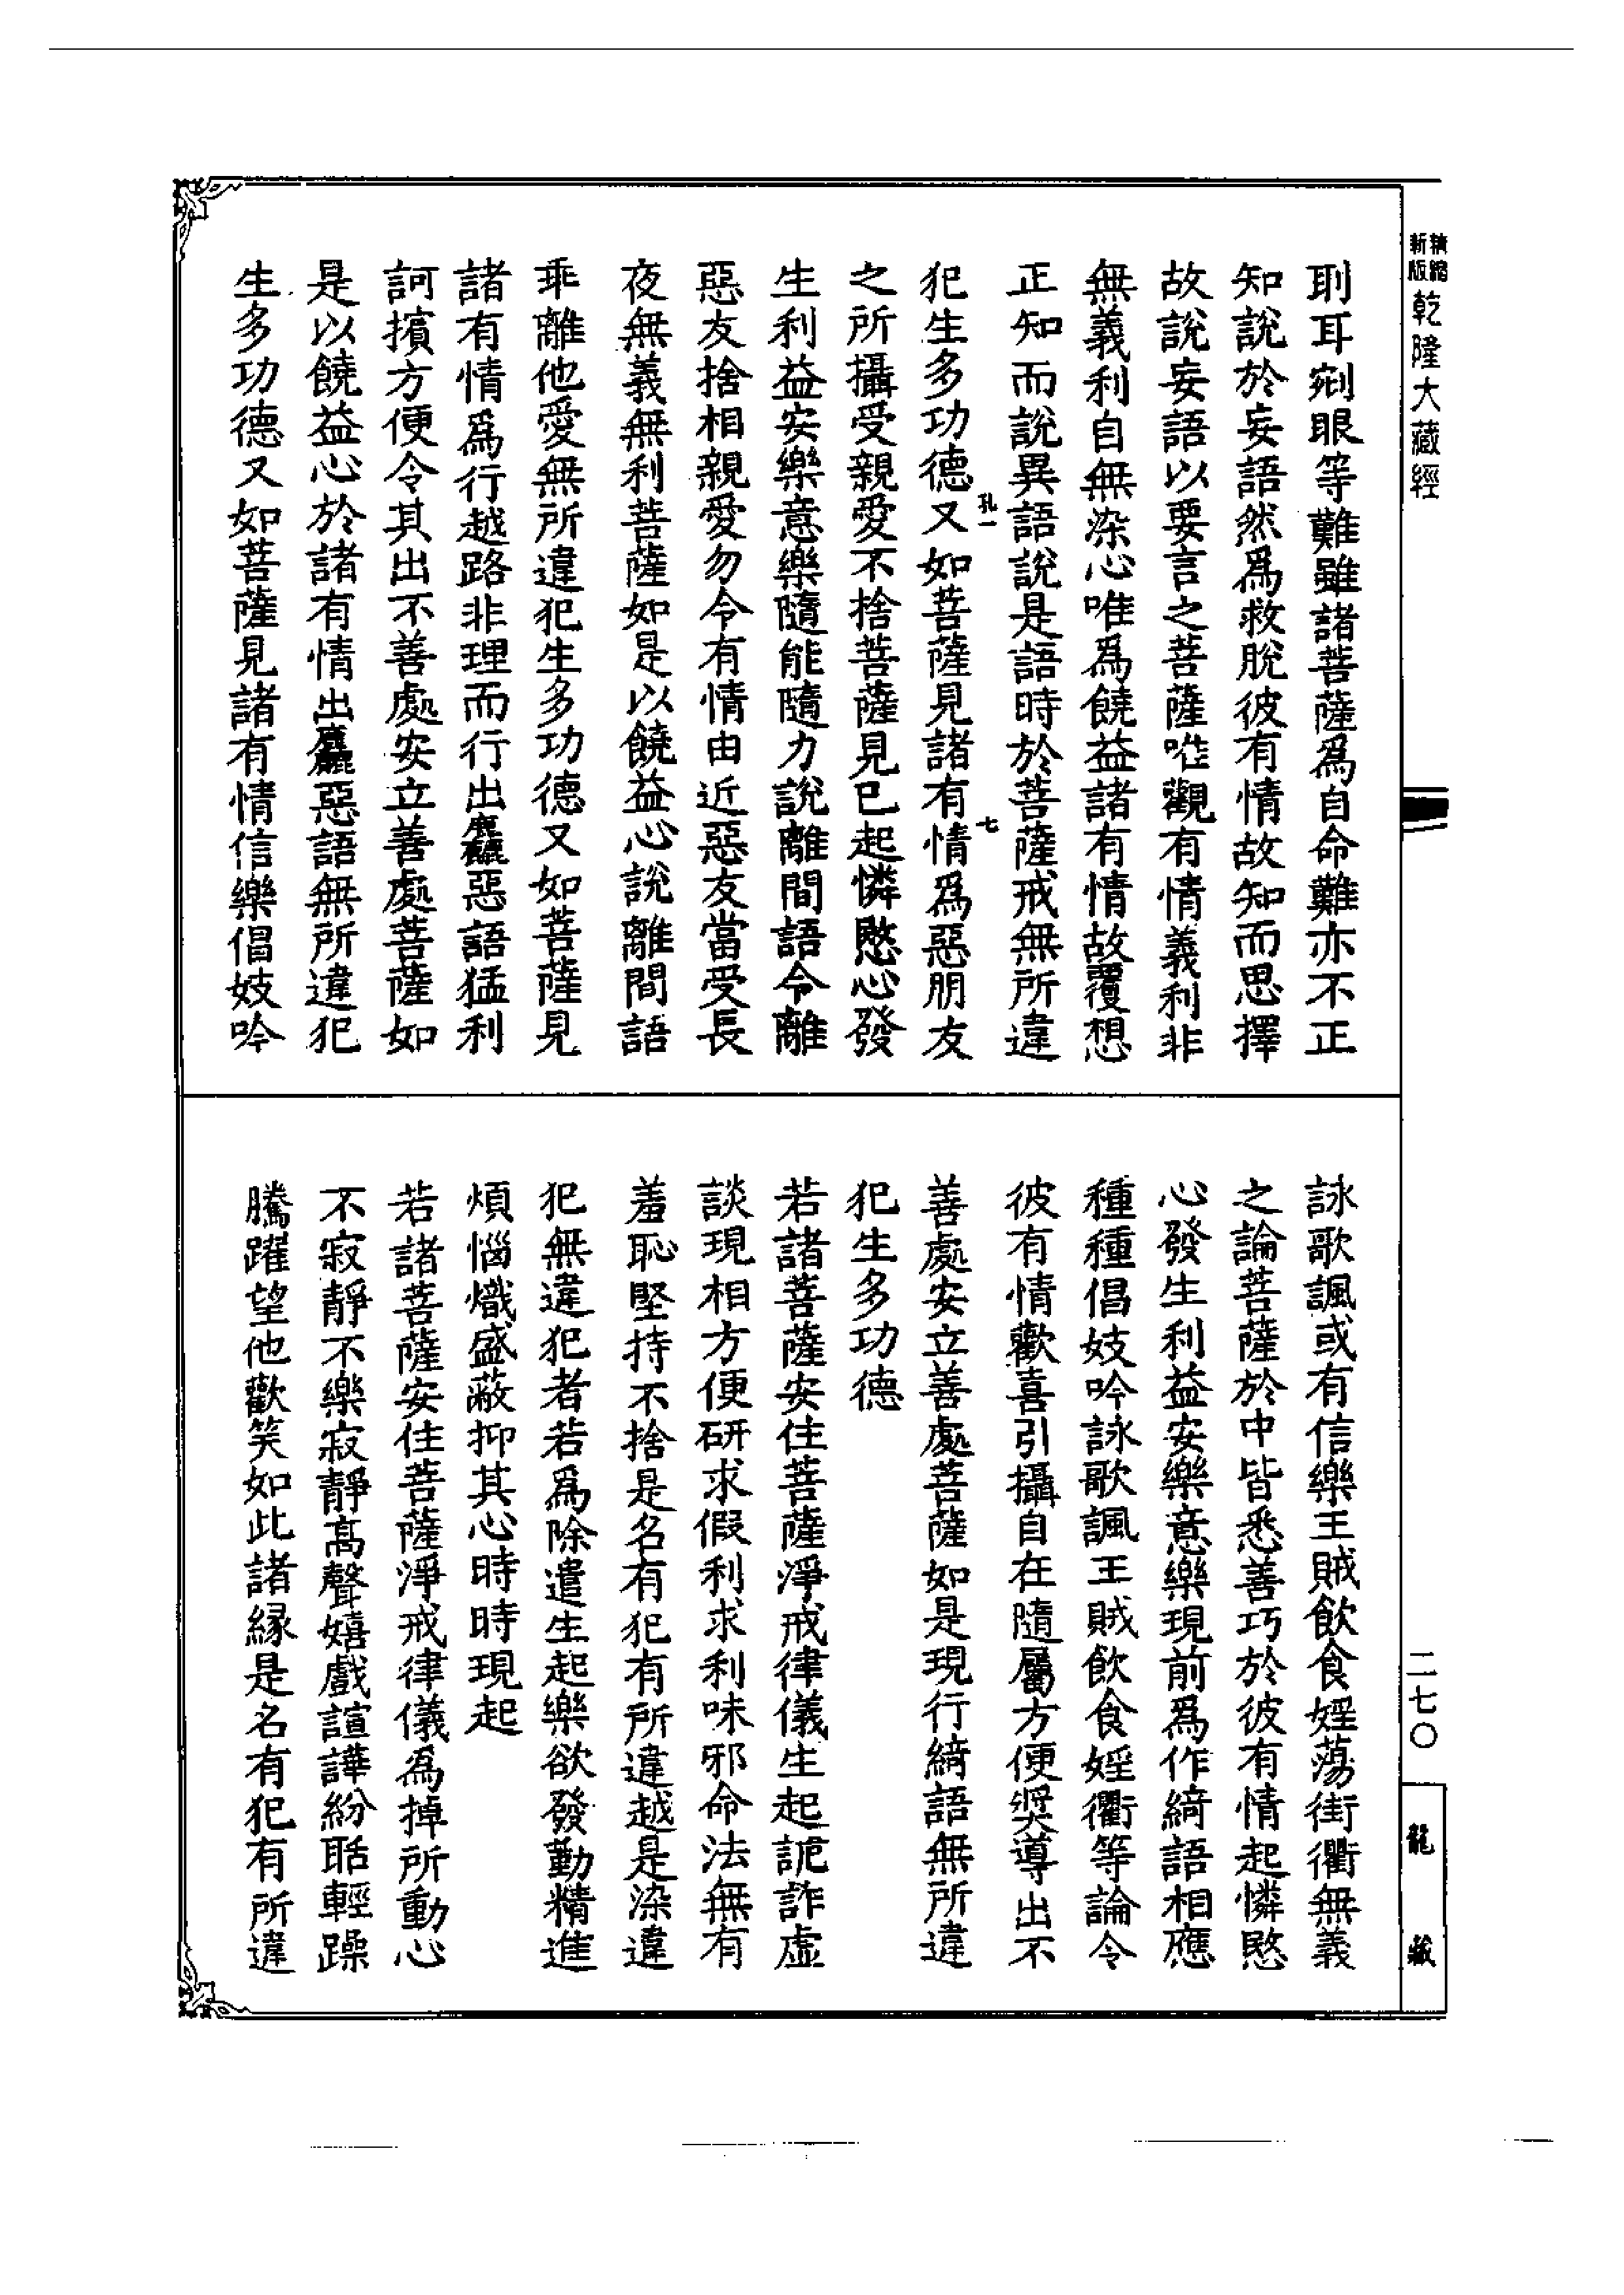 新版精縮乾隆大藏經
刵耳剜眼等難雖諸菩薩爲自命難亦不正
知說於妄語然爲救脫彼有情故知而思擇
故說妄語以要言之菩薩唯觀有情義利非
無義利自無染心唯爲饒益諸有情故覆想
正知而說異語說是語時於菩薩戒無所違
犯生多功德又如菩薩見諸有情爲惡朋友
孔一
七
之所攝受親愛不捨菩薩見已起憐愍心發
生利益安樂意樂隨能隨力說離間語令離
惡友捨相親愛勿令有情由近惡友當受長
夜無義無利菩薩如是以饒益心說離間語
乖離他愛無所違犯生多功德又如菩薩見
諸有情爲行越路非理而行出麤惡語猛利
訶擯方便令其出不善處安立善處菩薩如
是以饒益心於諸有情出麤惡語無所違犯
生多功德又如菩薩見諸有情信樂倡妓吟
詠歌諷或有信樂王賊飲食婬蕩街衢無義
之論菩薩於中皆悉善巧於彼有情起憐愍
心發生利益安樂意樂現前爲作綺語相應
種種倡妓吟詠歌諷王賊飲食婬衢等論令
彼有情歡喜引攝自在隨屬方便奬導出不
善處安立善處菩薩如是現行綺語無所違
犯生多功德
若諸菩薩安住菩薩淨戒律儀生起詭詐虛
談現相方便研求假利求利味邪命法無有
羞恥堅持不捨是名有犯有所違越是染違
犯無違犯者若爲除遣生起樂欲發勤精進
煩惱熾盛蔽抑其心時時現起
若諸菩薩安住菩薩淨戒律儀爲掉所動心
不寂靜不樂寂靜高聲嬉戲諠譁紛聒輕躁
騰躍望他歡笑如此諸緣是名有犯有所違
二七〇
龍藏